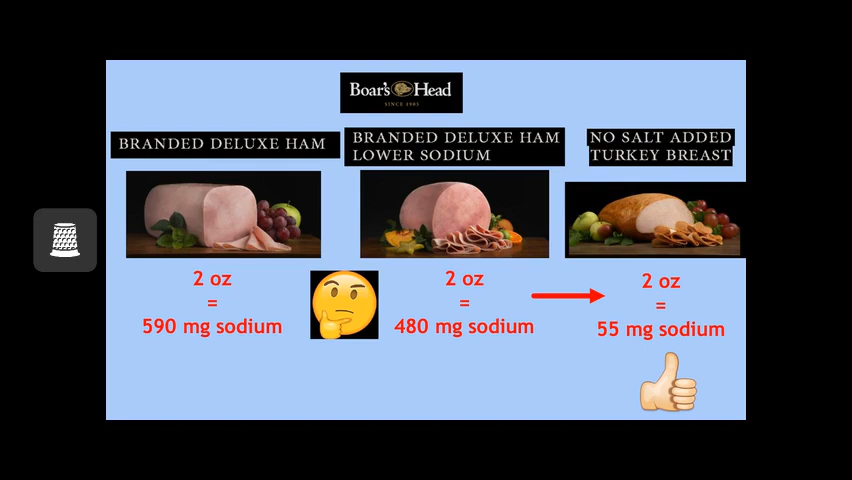 Boar's Head
SINCE 1905
BRANDED DELUXE HAM
BRANDED DELUXE HAM
LOWER SODIUM
NO SALT ADDED
TURKEY BREAST
2 oz
=
590 mg sodium
2 oz
=
480 mg sodium
2 oz
=
55 mg sodium